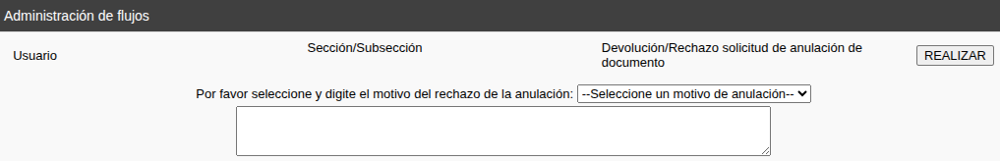 Administración de flujos
Usuario
Sección/Subsección
Devolución/Rechazo solicitud de anulación de
documento
REALIZAR
Por favor seleccione y digite el motivo del rechazo de la anulación: --Seleccione un motivo de anulación--